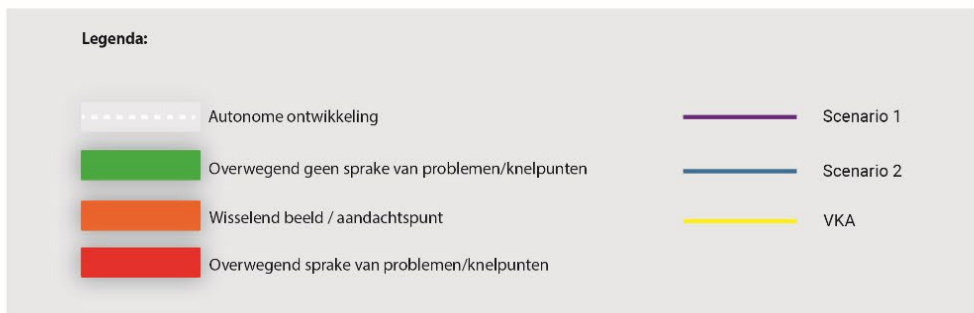 Legenda:
Autonome ontwikkeling
Scenario 1
Overwegend geen sprake van problemen/knelpunten
Scenario 2
Wisselend beeld / aandachtspunt
VKA
Overwegend sprake van problemen/knelpunten